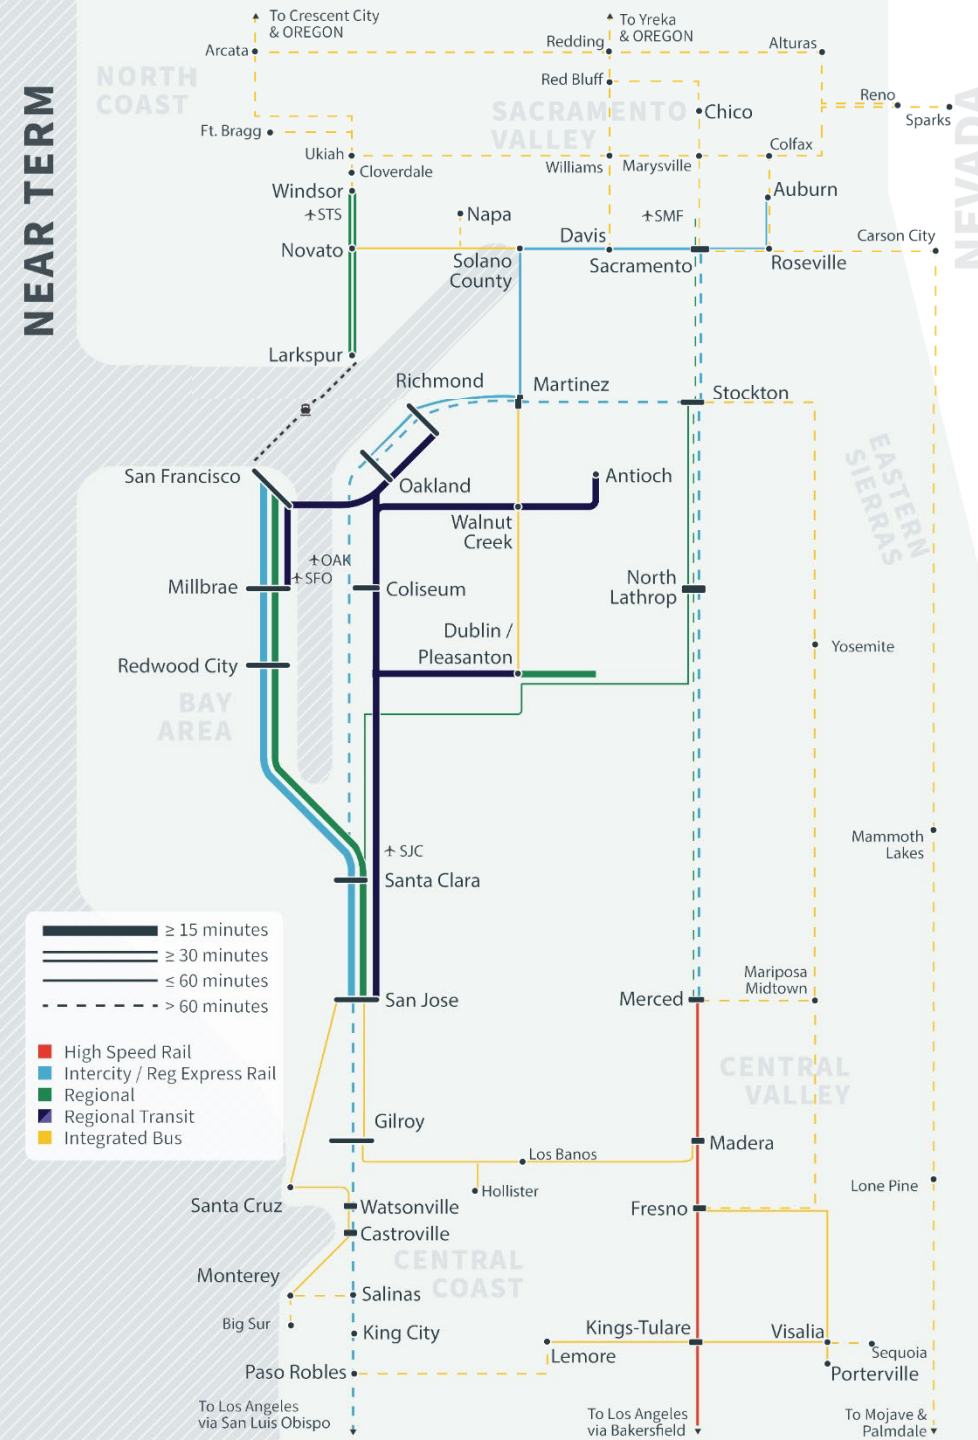 NEAR TERM
To Crescent City
& OREGON
To Yreka
& OREGON
Arcata
Redding
Alturas
NORTH
COAST
Red Bluff
Reno
SACRAMENTO
VALLEY
Chico
Sparks
NEVADA
Ft. Bragg
Ukiah
Cloverdale
Williams
Marysville
Colfax
Windsor
Auburn
STS
Napa
SMF
Novato
Davis
Carson City
Solano
County
Sacramento
Roseville
Larkspur
Richmond
Martinez
Stockton
San Francisco
Oakland
Antioch
EASTERN
SIERRAS
Walnut
Creek
OAK
SFO
Millbrae
Coliseum
North
Lathrop
Dublin /
Pleasanton
Yosemite
Redwood City
BAY
AREA
Mammoth
Lakes
SJC
Santa Clara
≥ 15 minutes
≥ 30 minutes
≤ 60 minutes
> 60 minutes
High Speed Rail
Intercity / Reg Express Rail
Regional
Regional Transit
Integrated Bus
San Jose
Merced
Mariposa
Midtown
CENTRAL
VALLEY
Gilroy
Madera
Los Banos
Hollister
Lone Pine
Santa Cruz
Watsonville
Fresno
Castroville
CENTRAL
COAST
Monterey
Salinas
Big Sur
King City
Kings-Tulare
Visalia
Lemore
Sequoia
Paso Robles
Porterville
To Los Angeles
via San Luis Obispo
To Los Angeles
via Bakersfield
To Mojave &
Palmdale